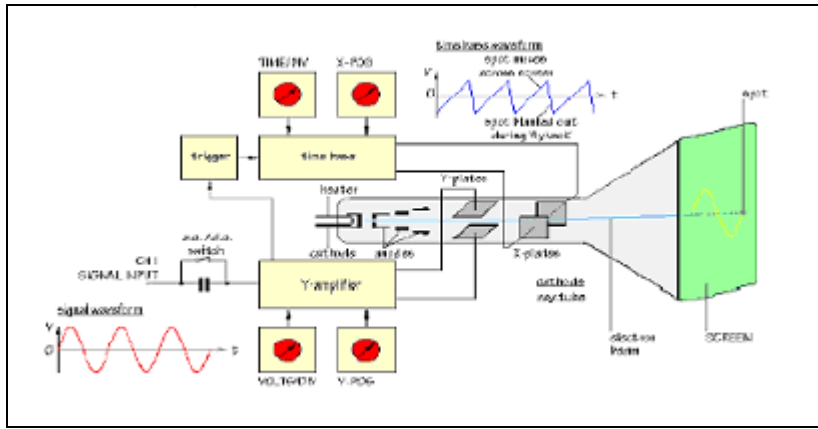 TIME/DIV
X-POS
timebase waveform
spot moves
across screen
V
0
t
spot blanked out
during flyback
spot
trigger
time base
Y-plates
heater
cathode
anodes
X-plates
a.c./d.c.
switch
CH1
SIGNAL INPUT
Y-amplifier
cathode
ray tube
signal waveform
V
0
t
electron
beam
SCREEN
VOLTS/DIV
Y-POS